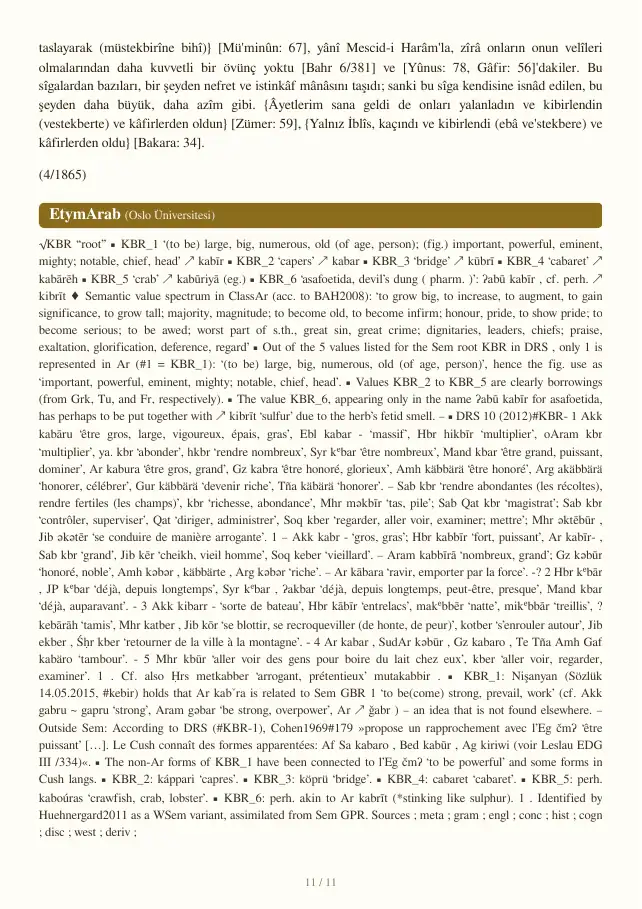 taslayarak (müstekbirîne bihî)} [Mü'minûn: 67], yânî Mescid-i Harâm'la, zîrâ onların onun velîleri
olmalarından daha kuvvetli bir övünç yoktu [Bahr 6/381] ve [Yûnus: 78, Gâfir: 56]'dakiler. Bu
sîgalardan bazıları, bir şeyden nefret ve istinkâf mânâsını taşıdı; sanki bu sîga kendisine isnâd edilen, bu
şeyden daha büyük, daha azîm gibi. {Âyetlerim sana geldi de onları yalanladın ve kibirlendin
(vestekberte) ve kâfirlerden oldun} [Zümer: 59], {Yalnız İblîs, kaçındı ve kibirlendi (ebâ ve'stekbere) ve
kâfirlerden oldu} [Bakara: 34].
(4/1865)
EtymArab (Oslo Üniversitesi)
√KBR “root” ▪ KBR_1 ‘(to be) large, big, numerous, old (of age, person); (fig.) important, powerful, eminent,
mighty; notable, chief, head’ ↗ kabīr ▪ KBR_2 ‘capers’ ↗ kabar ▪ KBR_3 ‘bridge’ ↗ kūbrī ▪ KBR_4 ‘cabaret’ ↗
kabārēh ▪ KBR_5 ‘crab’ ↗ kabūriyā (eg.) ▪ KBR_6 ‘asafoetida, devil’s dung ( pharm. )’: ʔabū kabīr , cf. perh. ↗
kibrīt ♦ Semantic value spectrum in ClassAr (acc. to BAH2008): ‘to grow big, to increase, to augment, to gain
significance, to grow tall; majority, magnitude; to become old, to become infirm; honour, pride, to show pride; to
become serious; to be awed; worst part of s.th., great sin, great crime; dignitaries, leaders, chiefs; praise,
exaltation, glorification, deference, regard’ ▪ Out of the 5 values listed for the Sem root KBR in DRS , only 1 is
represented in Ar (#1 = KBR_1): ‘(to be) large, big, numerous, old (of age, person)’, hence the fig. use as
‘important, powerful, eminent, mighty; notable, chief, head’. ▪ Values KBR_2 to KBR_5 are clearly borrowings
(from Grk, Tu, and Fr, respectively). ▪ The value KBR_6, appearing only in the name ʔabū kabīr for asafoetida,
has perhaps to be put together with ↗ kibrīt ‘sulfur’ due to the herb’s fetid smell. – ▪ DRS 10 (2012)#KBR- 1 Akk
kabāru ‘être gros, large, vigoureux, épais, gras’, Ebl kabar - ‘massif’, Hbr hikbīr ‘multiplier’, oAram kbr
‘multiplier’, ya. kbr ‘abonder’, hkbr ‘rendre nombreux’, Syr kᵊbar ‘être nombreux’, Mand kbar ‘être grand, puissant,
dominer’, Ar kabura ‘être gros, grand’, Gz kabra ‘être honoré, glorieux’, Amh käbbärä ‘être honoré’, Arg akäbbärä
‘honorer, célébrer’, Gur käbbärä ‘devenir riche’, Tña käbärä ‘honorer’. – Sab kbr ‘rendre abondantes (les récoltes),
rendre fertiles (les champs)’, kbr ‘richesse, abondance’, Mhr məkbīr ‘tas, pile’; Sab Qat kbr ‘magistrat’; Sab kbr
‘contrôler, superviser’, Qat ‘diriger, administrer’, Soq kber ‘regarder, aller voir, examiner; mettre’; Mhr əktēbūr ,
Jib əkətēr ‘se conduire de manière arrogante’. 1 – Akk kabr - ‘gros, gras’; Hbr kabbīr ‘fort, puissant’, Ar kabīr- ,
Sab kbr ‘grand’, Jib kēr ‘cheikh, vieil homme’, Soq keber ‘vieillard’. – Aram kabbīrā ‘nombreux, grand’; Gz kəbūr
‘honoré, noble’, Amh kəbər , käbbärte , Arg kəbər ‘riche’. – Ar kābara ‘ravir, emporter par la force’. -? 2 Hbr kᵊbār
, JP kᵊbar ‘déjà, depuis longtemps’, Syr kᵊbar , ʔakbar ‘déjà, depuis longtemps, peut-être, presque’, Mand kbar
‘déjà, auparavant’. - 3 Akk kibarr - ‘sorte de bateau’, Hbr kābīr ‘entrelacs’, makᵊbbēr ‘natte’, mikᵊbbār ‘treillis’, ?
kebārāh ‘tamis’, Mhr katber , Jib kōr ‘se blottir, se recroqueviller (de honte, de peur)’, kotber ‘s’enrouler autour’, Jib
ekber , Śḥr kber ‘retourner de la ville à la montagne’. - 4 Ar kabar , SudAr kəbūr , Gz kabaro , Te Tña Amh Gaf
kabäro ‘tambour’. - 5 Mhr kbūr ‘aller voir des gens pour boire du lait chez eux’, kber ‘aller voir, regarder,
examiner’. 1 . Cf. also Ḥrs metkabber ‘arrogant, prétentieux’ mutakabbir . ▪ KBR_1: Nişanyan (Sözlük
14.05.2015, #kebir) holds that Ar kabᵓra is related to Sem GBR 1 ‘to be(come) strong, prevail, work’ (cf. Akk
gabru ~ gapru ‘strong’, Aram gəbar ‘be strong, overpower’, Ar ↗ ǧabr ) – an idea that is not found elsewhere. –
Outside Sem: According to DRS (#KBR-1), Cohen1969#179 »propose un rapprochement avec l’Eg čmʔ ‘être
puissant’ […]. Le Cush connaît des formes apparentées: Af Sa kabaro , Bed kabūr , Ag kiriwi (voir Leslau EDG
III /334)«. ▪ The non-Ar forms of KBR_1 have been connected to l’Eg čmʔ ‘to be powerful’ and some forms in
Cush langs. ▪ KBR_2: káppari ‘capres’. ▪ KBR_3: köprü ‘bridge’. ▪ KBR_4: cabaret ‘cabaret’. ▪ KBR_5: perh.
kaboúras ‘crawfish, crab, lobster’. ▪ KBR_6: perh. akin to Ar kabrīt (*stinking like sulphur). 1 . Identified by
Huehnergard2011 as a WSem variant, assimilated from Sem GPR. Sources ; meta ; gram ; engl ; conc ; hist ; cogn
; disc ; west ; deriv ;
11 / 11